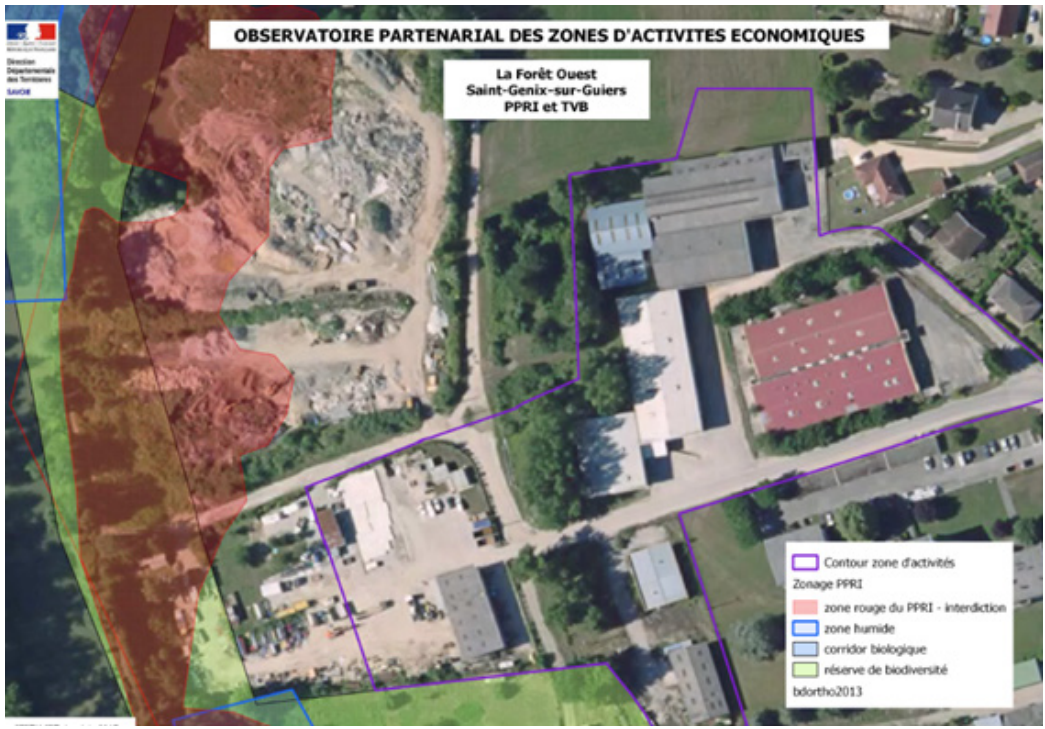 OBSERVATOIRE PARTENARIAL DES ZONES D'ACTIVITES ECONOMIQUES
Direction
Départementale
des Territoires
SAVOIE
La Forêt Ouest
Saint-Genix-sur-Guiers
PPRI et TVB
Contour zone d'activités
Zonage PPRI
zone rouge du PPRI - interdiction
zone humide
corridor biologique
réserve de biodiversité
bdortho2013